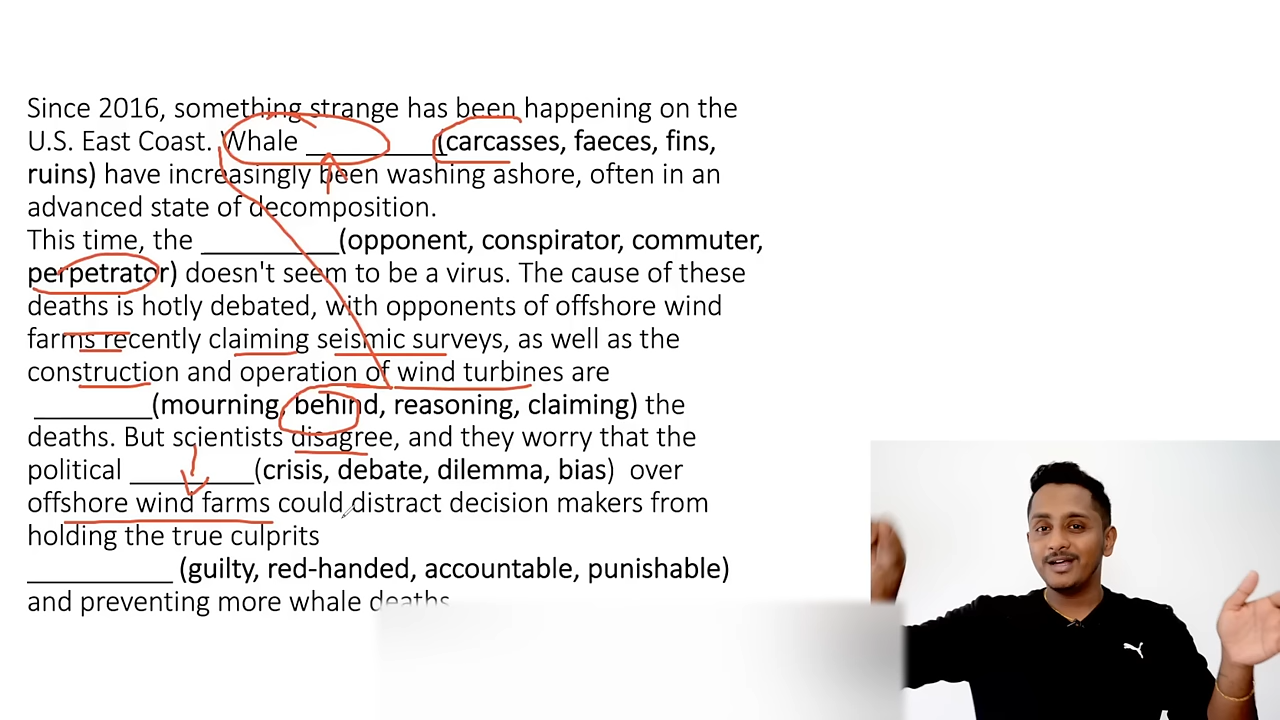 Since 2016, something strange has been happening on the
U.S. East Coast. Whale __________(carcasses, faeces, fins,
ruins) have increasingly been washing ashore, often in an
advanced state of decomposition.
This time, the __________(opponent, conspirator, commuter,
perpetrator) doesn't seem to be a virus. The cause of these
deaths is hotly debated, with opponents of offshore wind
farms recently claiming seismic surveys, as well as the
construction and operation of wind turbines are
_________(mourning, behind, reasoning, claiming) the
deaths. But scientists disagree, and they worry that the
political _________(crisis, debate, dilemma, bias) over
offshore wind farms could distract decision makers from
holding the true culprits
___________ (guilty, red-handed, accountable, punishable)
and preventing more whale deaths